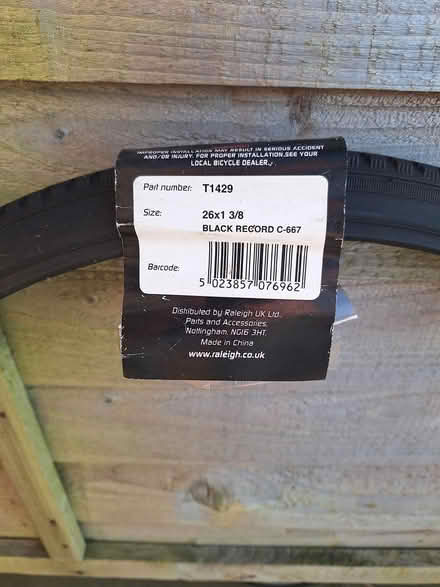 IMPROPER INSTALLATION MAY RESULT IN SERIOUS ACCIDENT
AND/OR INJURY. FOR PROPER INSTALLATION,SEE YOUR
LOCAL BICYCLE DEALER.
Part number: T1429
Size: 26x1 3/8
BLACK RECORD C-667
Barcode:
5 023857 076962
Distributed by Raleigh UK Ltd.
Parts and Accessories,
Nottingham, NG16 3HT.
Made in China
www.raleigh.co.uk